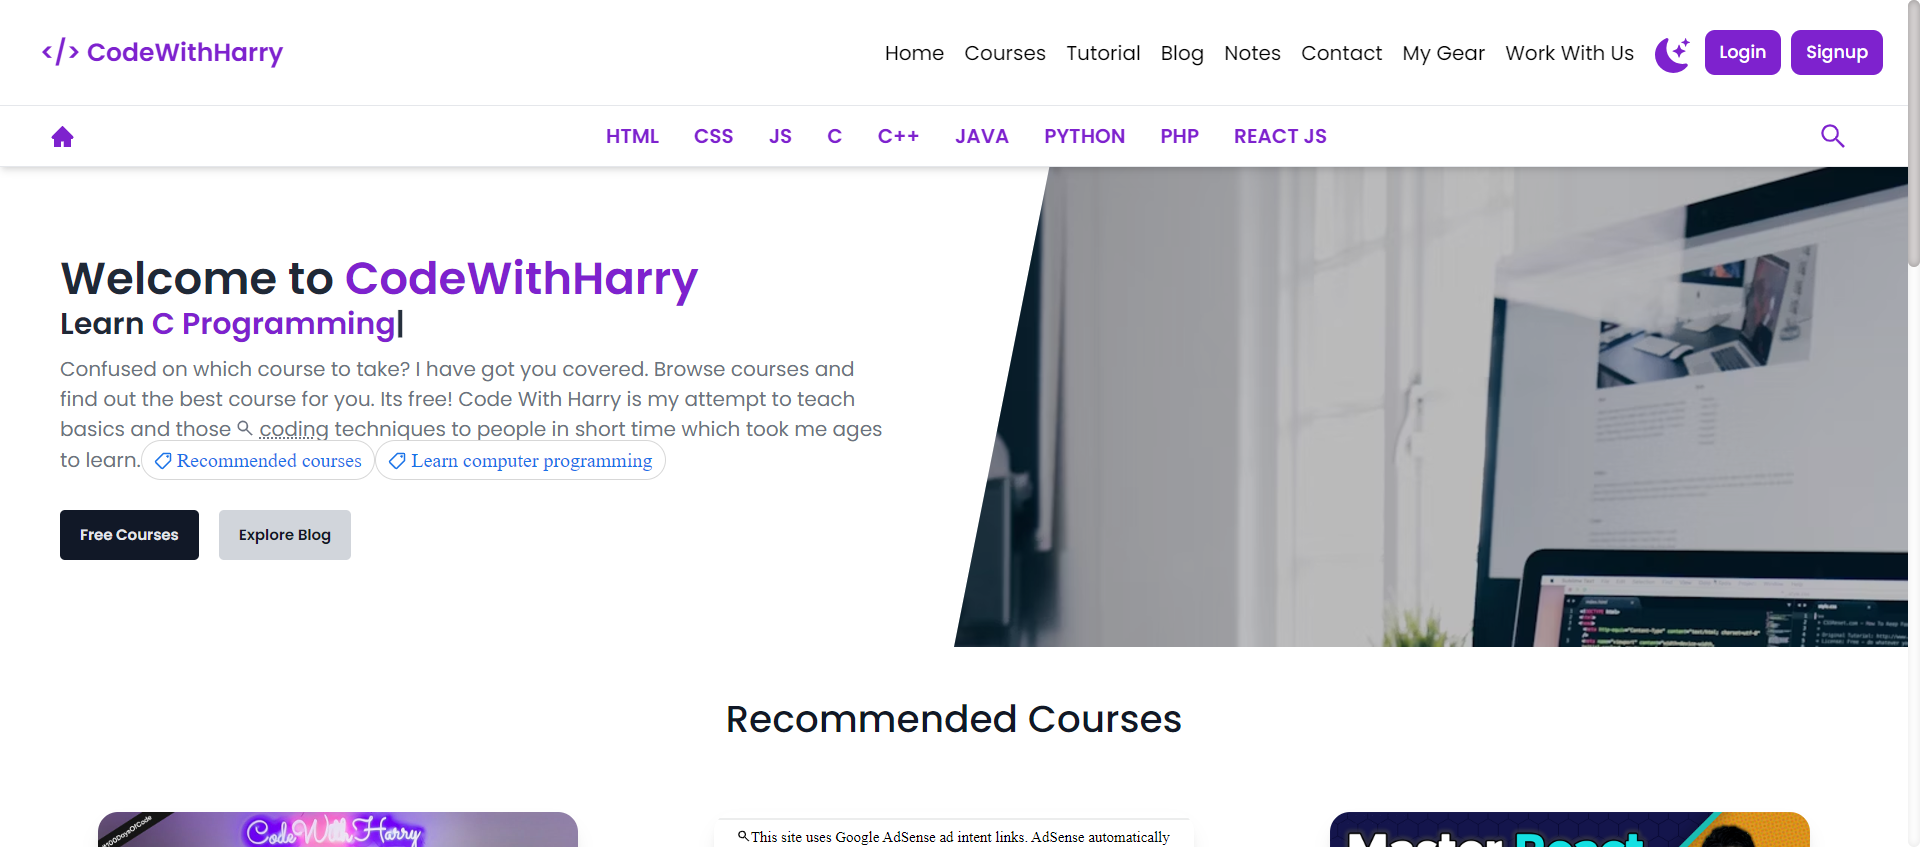 </> CodeWithHarry
Home Courses Tutorial Blog Notes Contact My Gear Work With Us Login Signup
HTML CSS JS C C++ JAVA PYTHON PHP REACT JS
Welcome to CodeWithHarry
Learn C Programming|
Confused on which course to take? I have got you covered. Browse courses and
find out the best course for you. Its free! Code With Harry is my attempt to teach
basics and those coding techniques to people in short time which took me ages
to learn. Recommended courses Learn computer programming
Free Courses Explore Blog
Recommended Courses
#100DaysOfCode
CodeWithHarry
This site uses Google AdSense ad intent links. AdSense automatically
Master React